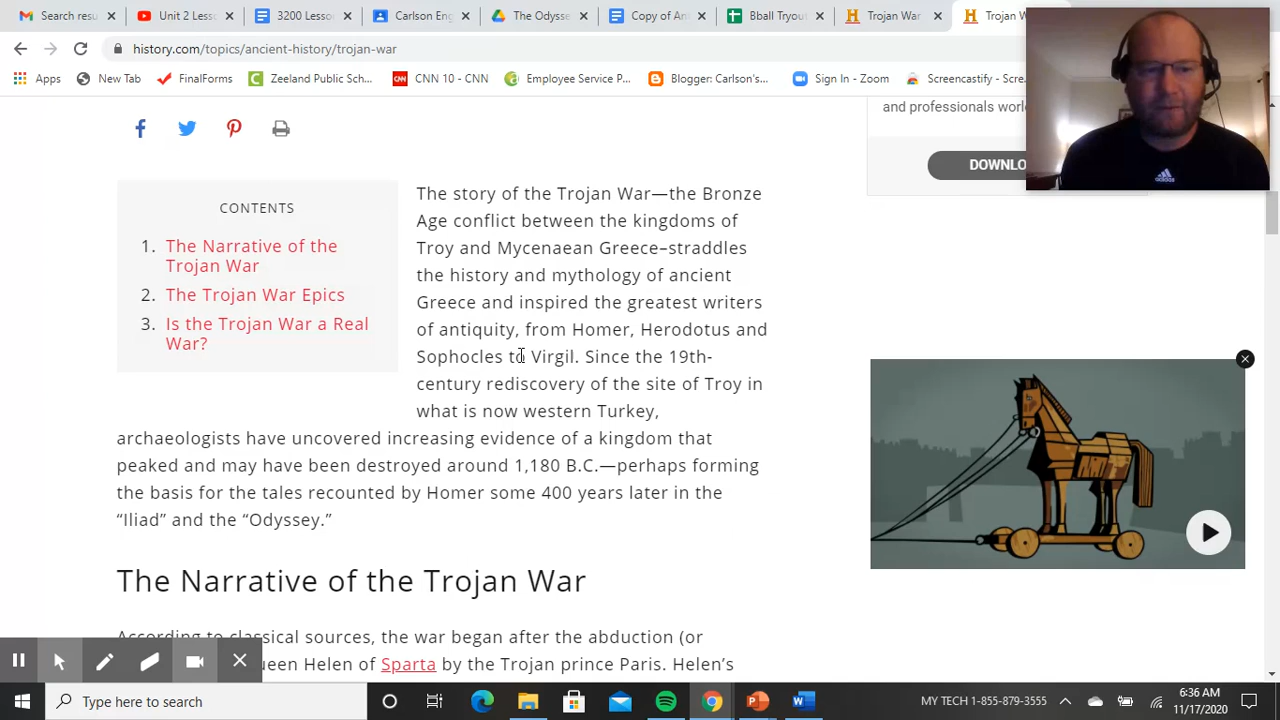 Search resu
Unit 2 Less
3200 Lesso
Carlson Eng
The Odysse
Copy of An
Bball Tryout
Trojan War
Trojan W
history.com/topics/ancient-history/trojan-war
Apps
New Tab
FinalForms
Zeeland Public Sch...
CNN 10 - CNN
Employee Service P...
Blogger: Carlson's...
Sign In - Zoom
Screencastify - Scre...
and professionals
DOWNLO
CONTENTS
1. The Narrative of the
Trojan War
2. The Trojan War Epics
3. Is the Trojan War a Real
War?
The story of the Trojan War—the Bronze
Age conflict between the kingdoms of
Troy and Mycenaean Greece–straddles
the history and mythology of ancient
Greece and inspired the greatest writers
of antiquity, from Homer, Herodotus and
Sophocles to Virgil. Since the 19th-
century rediscovery of the site of Troy in
what is now western Turkey,
archaeologists have uncovered increasing evidence of a kingdom that
peaked and may have been destroyed around 1,180 B.C.—perhaps forming
the basis for the tales recounted by Homer some 400 years later in the
“Iliad” and the “Odyssey.”
The Narrative of the Trojan War
According to classical sources, the war began after the abduction (or
ueen Helen of Sparta by the Trojan prince Paris. Helen’s
Type here to search
MY TECH 1-855-879-3555
6:36 AM
11/17/2020